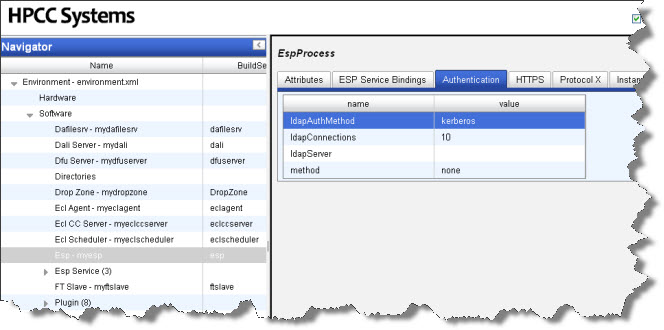 HPCC Systems
Navigator
Name BuildSe
Environment - environment.xml
Hardware
Software
Dafilesrv - mydafilesrv dafilesrv
Dali Server - mydali dali
Dfu Server - mydfuserver dfuserver
Directories
Drop Zone - mydropzone DropZone
Ecl Agent - myeclagent eclagent
Ecl CC Server - myeclccserver eclccserver
Ecl Scheduler - myeclscheduler eclscheduler
Esp - myesp esp
Esp Service (3)
FT Slave - myftslave ftslave
Plugin (8)
EspProcess
Attributes ESP Service Bindings Authentication HTTPS Protocol X Instan
name value
ldapAuthMethod kerberos
ldapConnections 10
ldapServer
method none